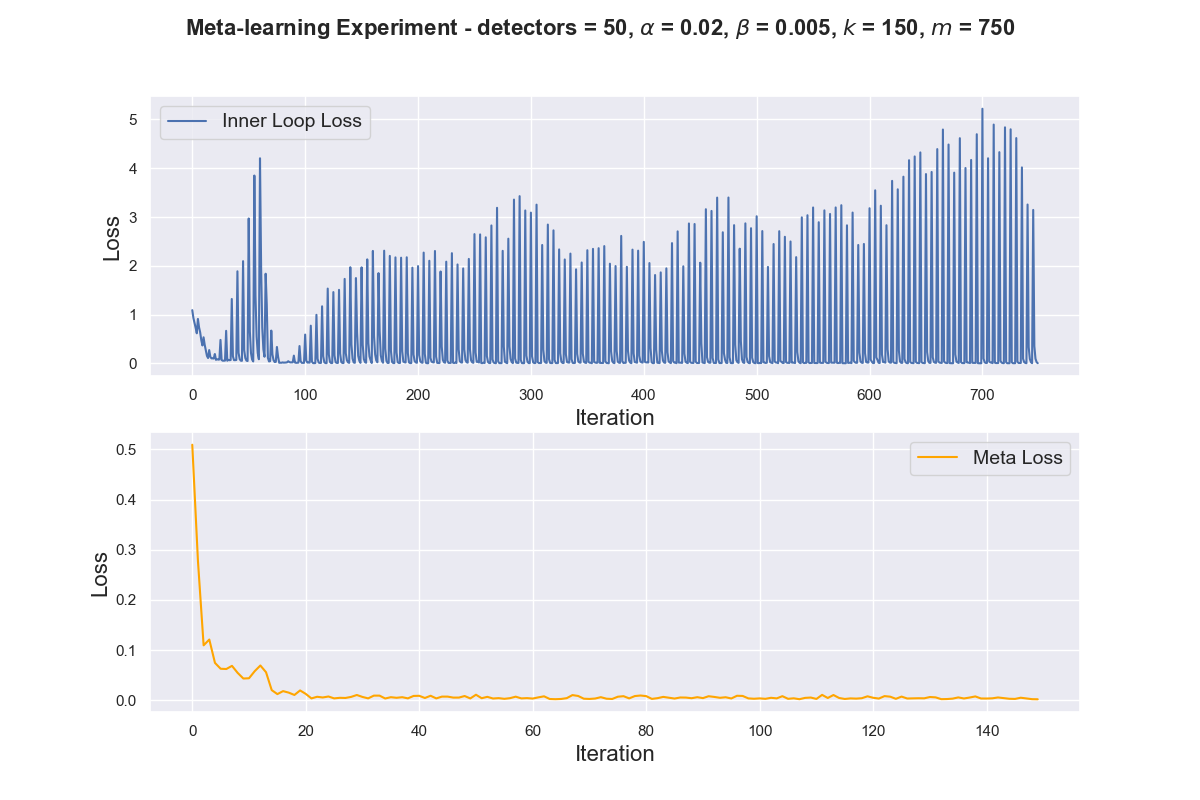 Meta-learning Experiment - detectors = 50, α = 0.02, β = 0.005, k = 150, m = 750
Inner Loop Loss
Loss
5
4
3
2
1
0
0 100 200 300 400 500 600 700
Iteration
Meta Loss
Loss
0.5
0.4
0.3
0.2
0.1
0.0
0 20 40 60 80 100 120 140
Iteration